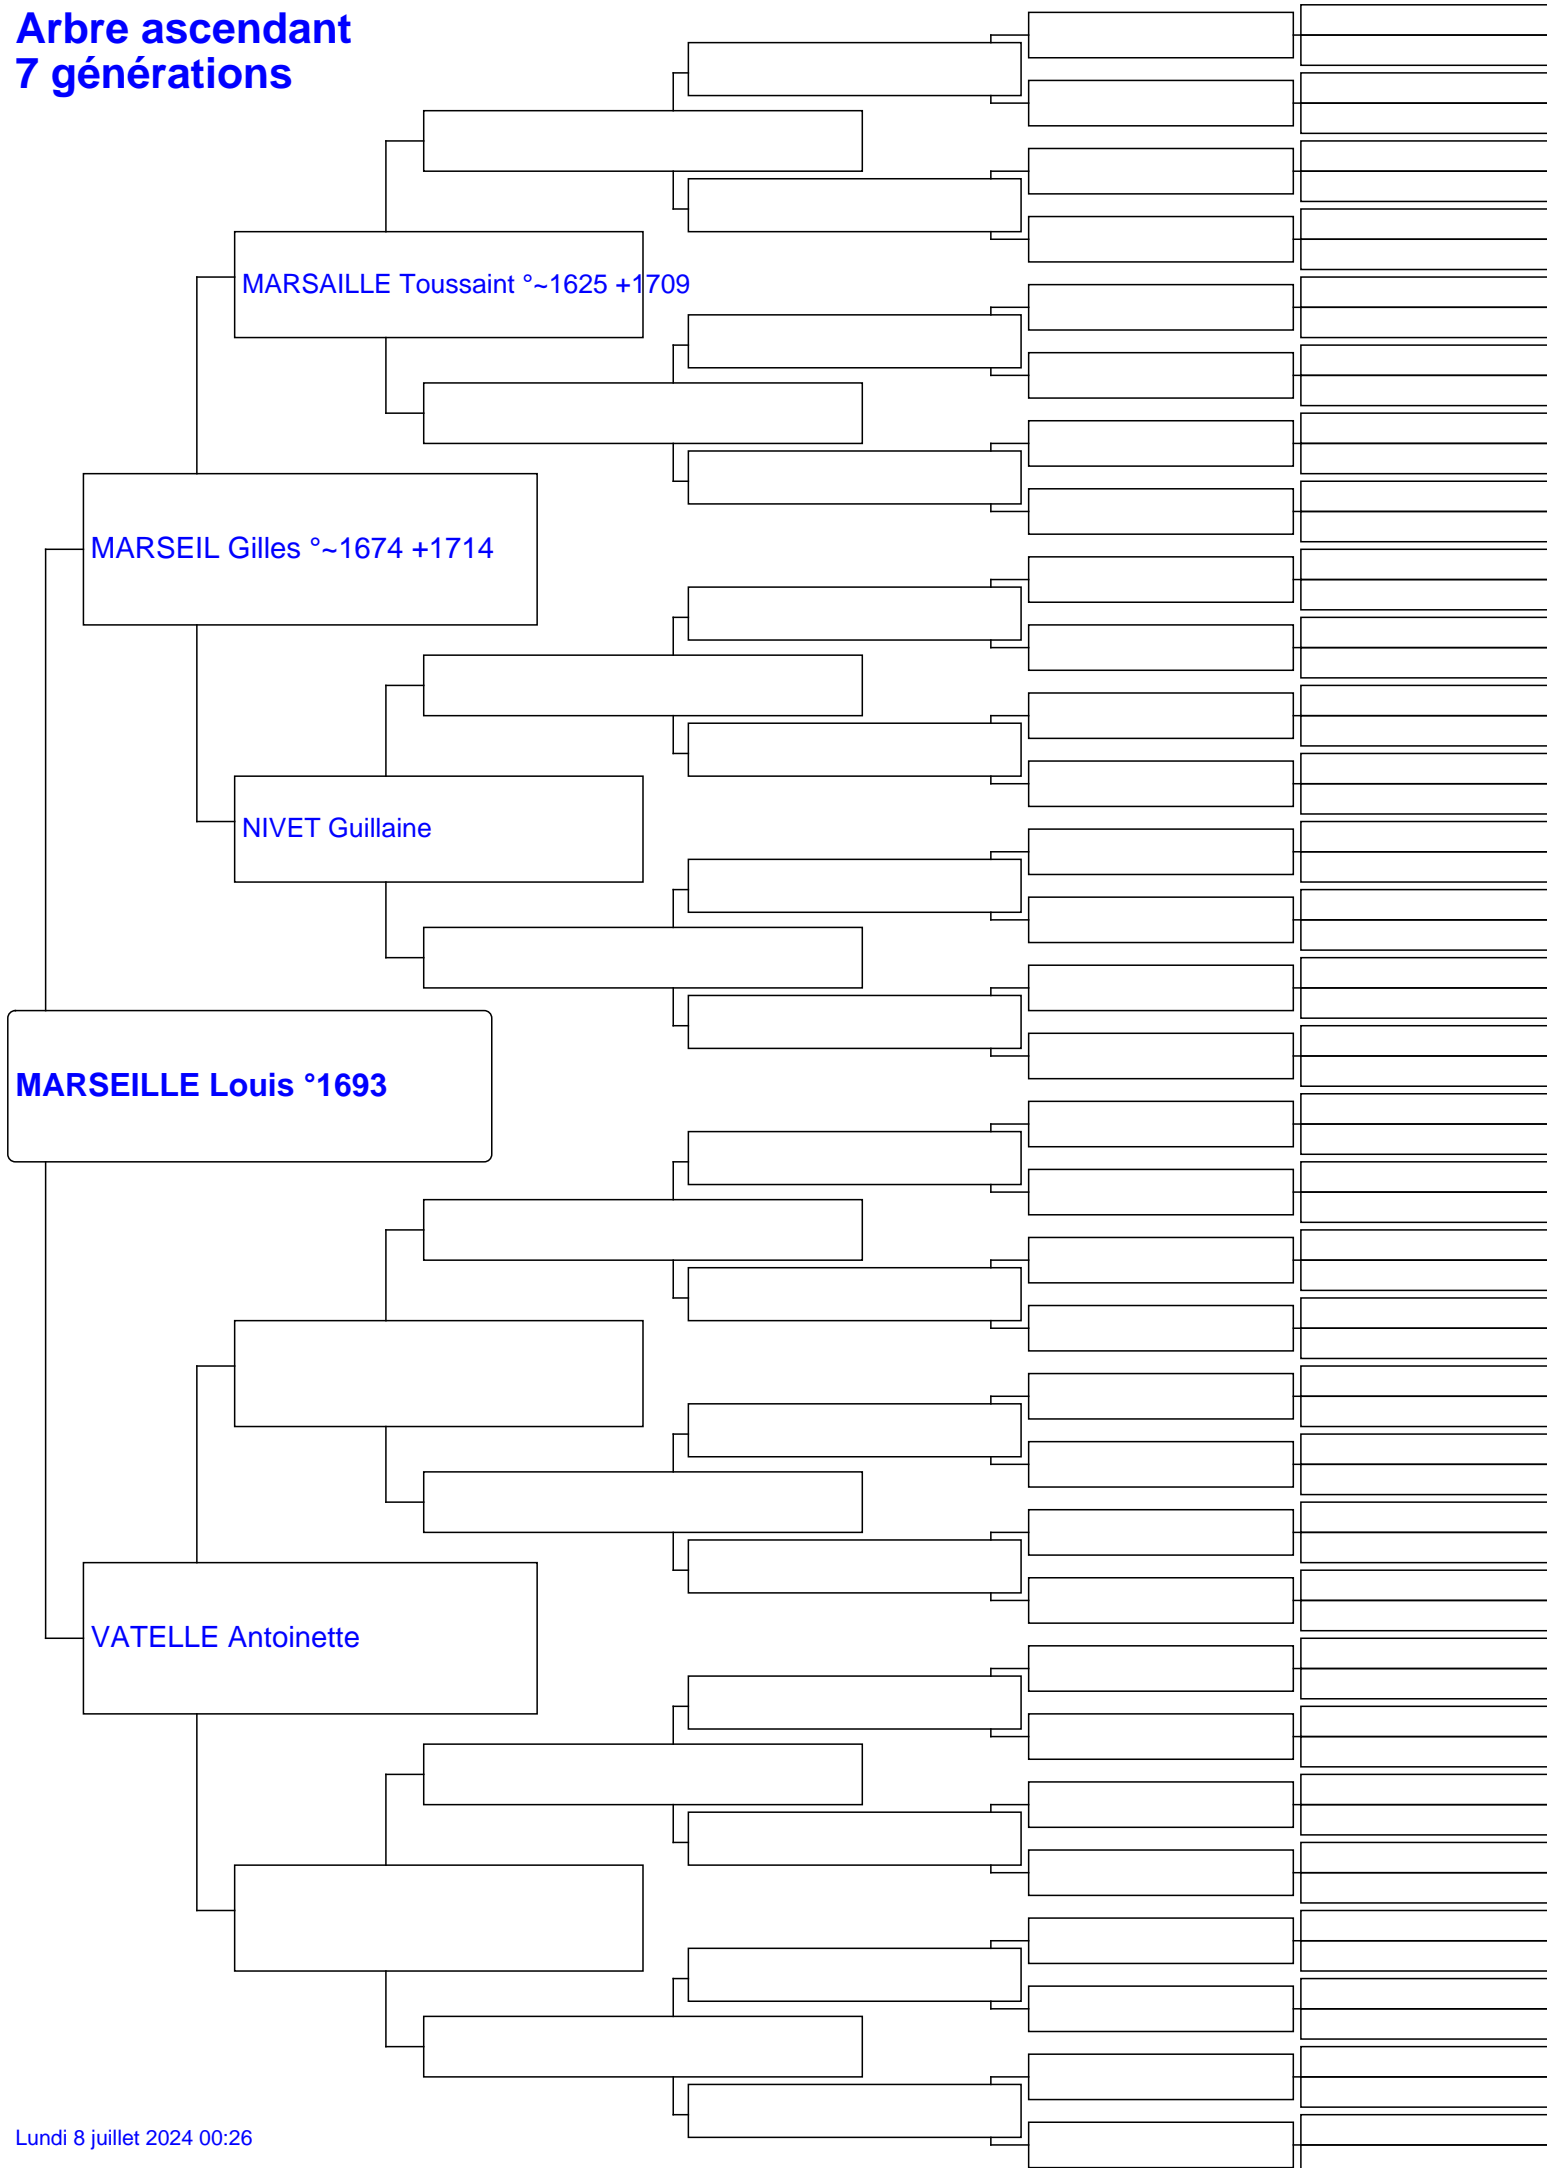 Arbre ascendant
7 générations
MARSAILLE Toussaint °~1625 +1709
MARSEIL Gilles °~1674 +1714
NIVET Guillaine
MARSEILLE Louis °1693
VATELLE Antoinette
Lundi 8 juillet 2024 00:26